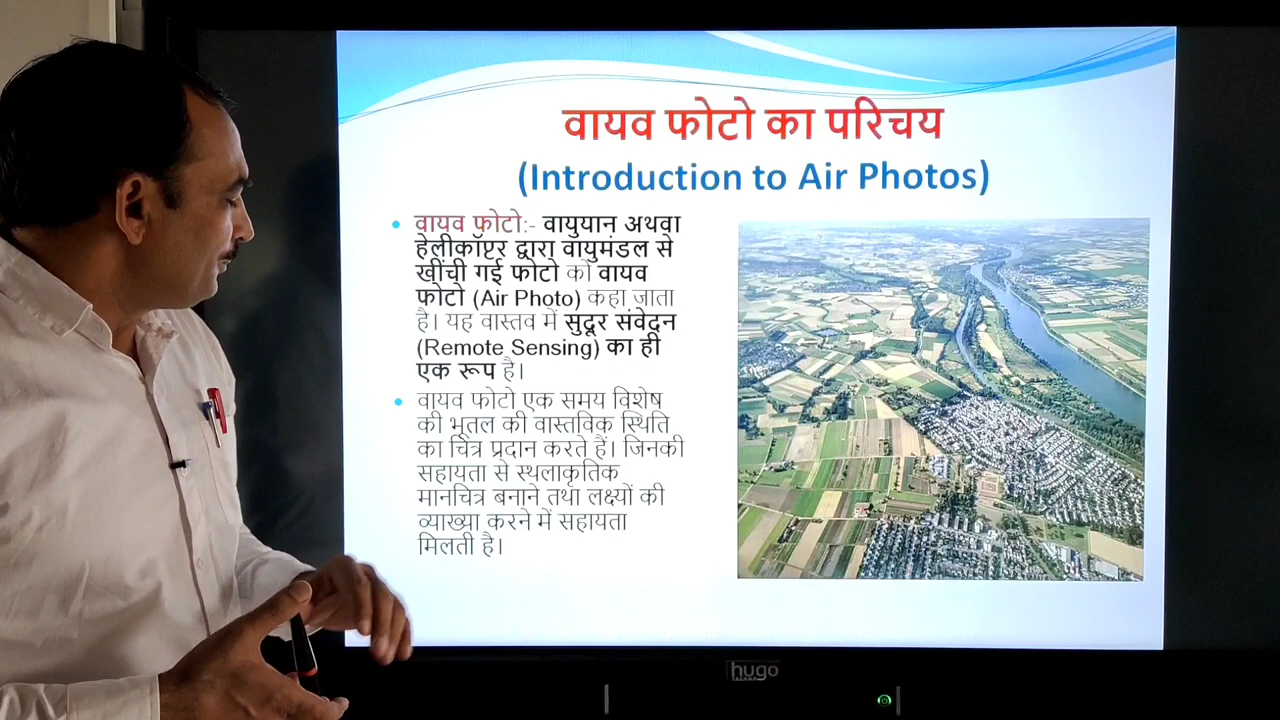 वायव फोटो का परिचय
(Introduction to Air Photos)
वायव फोटो:- वायुयान अथवा
हेलीकॉप्टर द्वारा वायुमंडल से
खींची गई फोटो को वायव
फोटो (Air Photo) कहा जाता
है। यह वास्तव में सुदूर संवेदन
(Remote Sensing) का ही
एक रूप है।
वायव फोटो एक समय विशेष
की भूतल की वास्तविक स्थिति
का चित्र प्रदान करते हैं। जिनकी
सहायता से स्थलाकृतिक
मानचित्र बनाने तथा लक्ष्यों की
व्याख्या करने में सहायता
मिलती है।
hugo